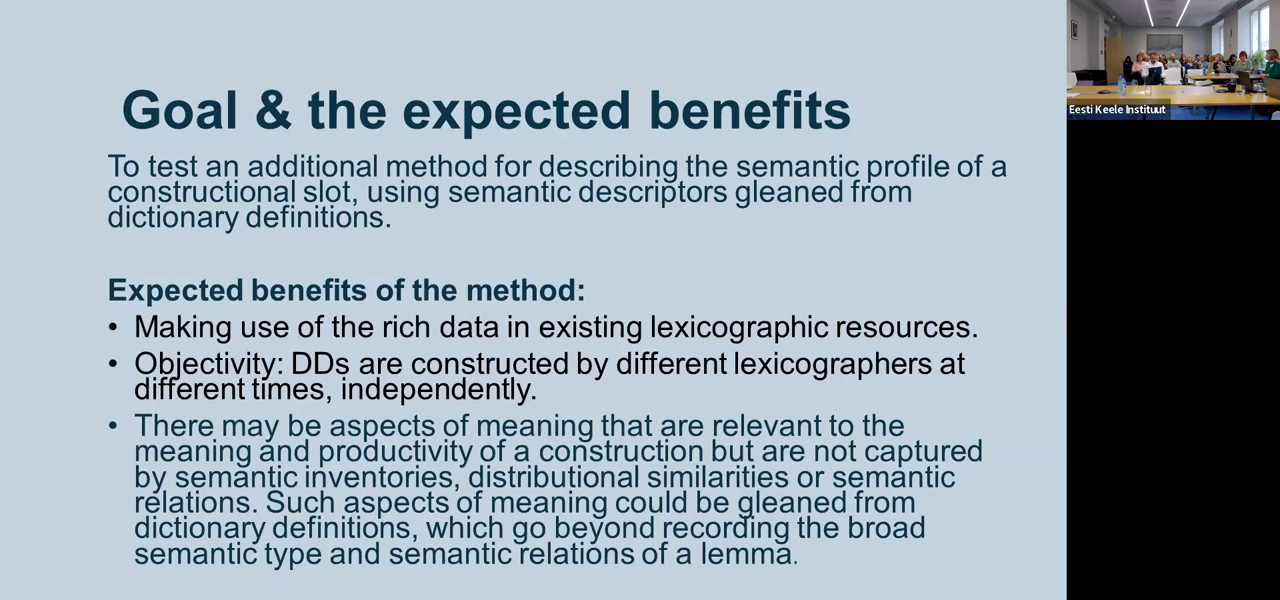 Goal & the expected benefits
To test an additional method for describing the semantic profile of a
constructional slot, using semantic descriptors gleaned from
dictionary definitions.
Expected benefits of the method:
• Making use of the rich data in existing lexicographic resources.
• Objectivity: DDs are constructed by different lexicographers at
different times, independently.
• There may be aspects of meaning that are relevant to the
meaning and productivity of a construction but are not captured
by semantic inventories, distributional similarities or semantic
relations. Such aspects of meaning could be gleaned from
dictionary definitions, which go beyond recording the broad
semantic type and semantic relations of a lemma.
Eesti Keele Instituut